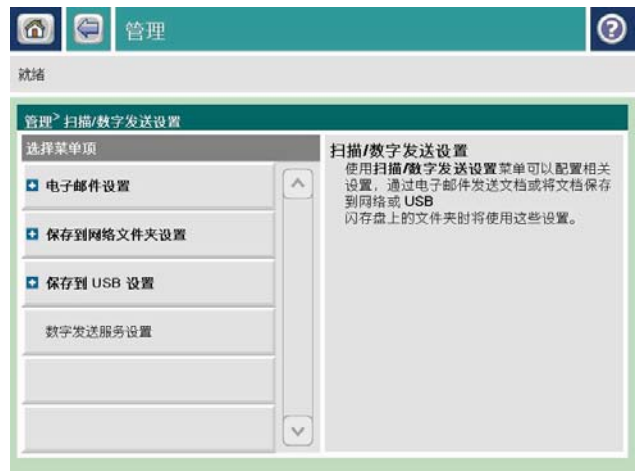 管理
?
就绪
管理> 扫描/数字发送设置
选择菜单项
电子邮件设置
保存到网络文件夹设置
保存到 USB 设置
数字发送服务设置
扫描/数字发送设置
使用扫描/数字发送设置菜单可以配置相关
设置，通过电子邮件发送文档或将文档保存
到网络或 USB
闪存盘上的文件夹时将使用这些设置。